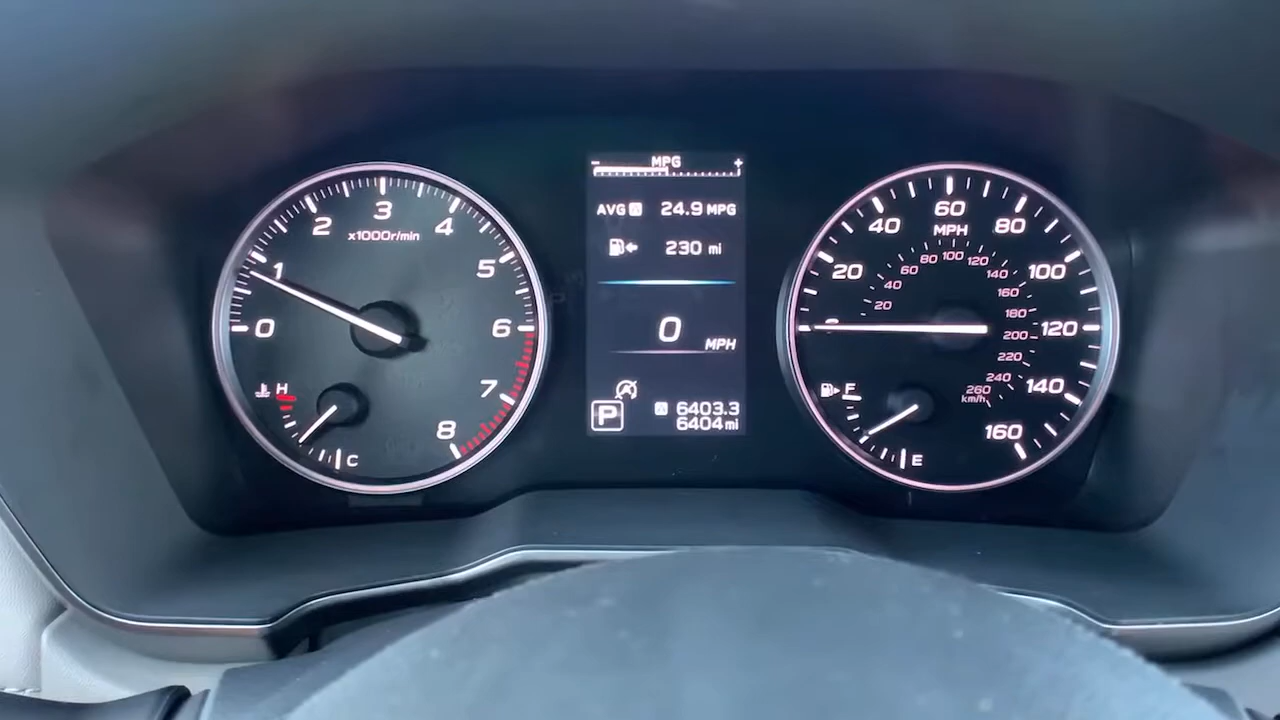 0 1 2 3 4 5 6 7 8
x1000r/min
H
C
- MPG +
AVG A 24.9 MPG
230 mi
0 MPH
P A 6403.3
6404 mi
20 40 60 80 100 120 140 160
MPH
20 40 60 80 100 120 140 160 180 200 220 240 260
km/h
F
E